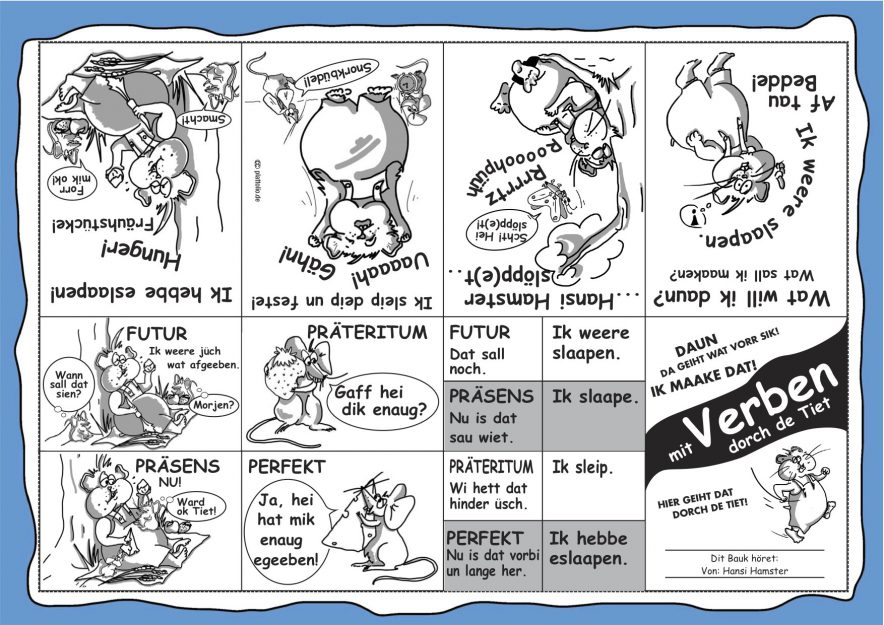 Ik hebbe eslaapen!
Hunger!
Fräuhstücke!
Forr
mik ok!
Smacht!
Ik sleip deip un feste!
Uaaaah!
Gähn!
Snorkbüdel!
© plattolio.de
...Hansi Hamster
slöpp(e)t)...
Scht! Hei
slöpp(e)t!
Rrrrtz
Roooohpüüh
Wat will ik daun?
Wat sall ik maaken?
Ik weere slaapen.
Af tau
Bedde!
FUTUR
Ik weere jüch
wat afgeeben.
Wann
sall dat
sien?
Morjen?
PRÄTERITUM
Gaff hei
dik enaug?
FUTUR
Dat sall
noch.
Ik weere
slaapen.
PRÄSENS
Nu is dat
sau wiet.
Ik slaape.
DAUN
DA GEIHT WAT VORR SIK!
IK MAAKE DAT!
mit Verben
dorch de Tiet
PRÄSENS
NU!
Ward
ok Tiet!
PERFEKT
Ja, hei
hat mik
enaug
egeeben!
PRÄTERITUM
Wi hett dat
hinder üsch.
Ik sleip.
PERFEKT
Nu is dat vorbi
un lange her.
Ik hebbe
eslaapen.
HIER GEIHT DAT
DORCH DE TIET!
Dit Bauk höret:
Von: Hansi Hamster